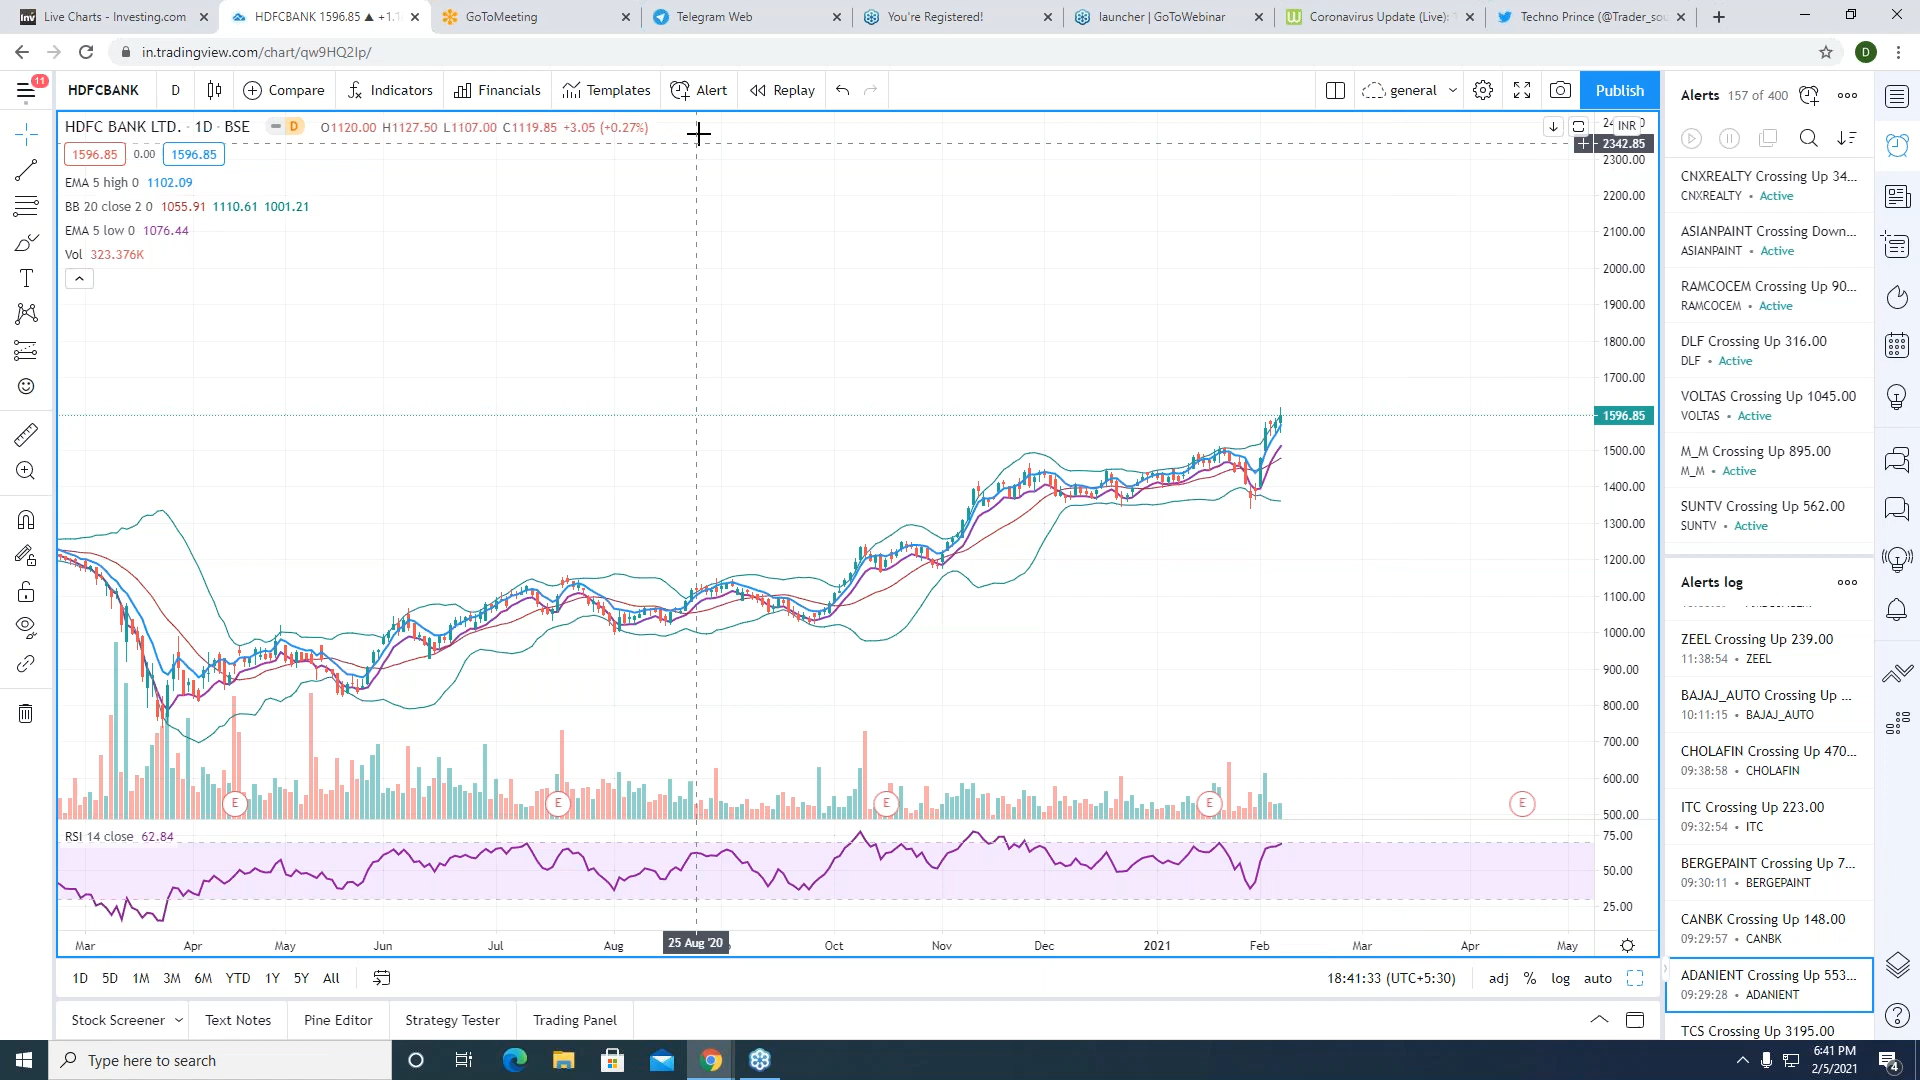 Live Charts - Investing.com
HDFCBANK 1596.85 ▲ +1.1
GoToMeeting
Telegram Web
You're Registered!
launcher | GoToWebinar
Coronavirus Update (Live):
Techno Prince (@Trader_sou
in.tradingview.com/chart/qw9HQ2Ip/
D
11
HDFCBANK
D
Compare
Indicators
Financials
Templates
Alert
Replay
general
Publish
HDFC BANK LTD. · 1D · BSE
D
O1120.00 H1127.50 L1107.00 C1119.85 +3.05 (+0.27%)
1596.85 0.00 1596.85
EMA 5 high 0 1102.09
BB 20 close 2 0 1055.91 1110.61 1001.21
EMA 5 low 0 1076.44
Vol 323.376K
INR
2342.85
2300.00
2200.00
2100.00
2000.00
1900.00
1800.00
1700.00
1596.85
1500.00
1400.00
1300.00
1200.00
1100.00
1000.00
900.00
800.00
700.00
600.00
500.00
E E E E E
RSI 14 close 62.84
75.00
50.00
25.00
Mar Apr May Jun Jul Aug 25 Aug '20 Oct Nov Dec 2021 Feb Mar Apr May
1D 5D 1M 3M 6M YTD 1Y 5Y All
18:41:33 (UTC+5:30) adj % log auto
Stock Screener
Text Notes
Pine Editor
Strategy Tester
Trading Panel
Alerts 157 of 400
CNXREALTY Crossing Up 34...
CNXREALTY • Active
ASIANPAINT Crossing Down...
ASIANPAINT • Active
RAMCOCEM Crossing Up 90...
RAMCOCEM • Active
DLF Crossing Up 316.00
DLF • Active
VOLTAS Crossing Up 1045.00
VOLTAS • Active
M_M Crossing Up 895.00
M_M • Active
SUNTV Crossing Up 562.00
SUNTV • Active
Alerts log
ZEEL Crossing Up 239.00
11:38:54 • ZEEL
BAJAJ_AUTO Crossing Up ...
10:11:15 • BAJAJ_AUTO
CHOLAFIN Crossing Up 470...
09:38:58 • CHOLAFIN
ITC Crossing Up 223.00
09:32:54 • ITC
BERGEPAINT Crossing Up 7...
09:30:11 • BERGEPAINT
CANBK Crossing Up 148.00
09:29:57 • CANBK
ADANIENT Crossing Up 553...
09:29:28 • ADANIENT
TCS Crossing Up 3195.00
Type here to search
6:41 PM
2/5/2021
4